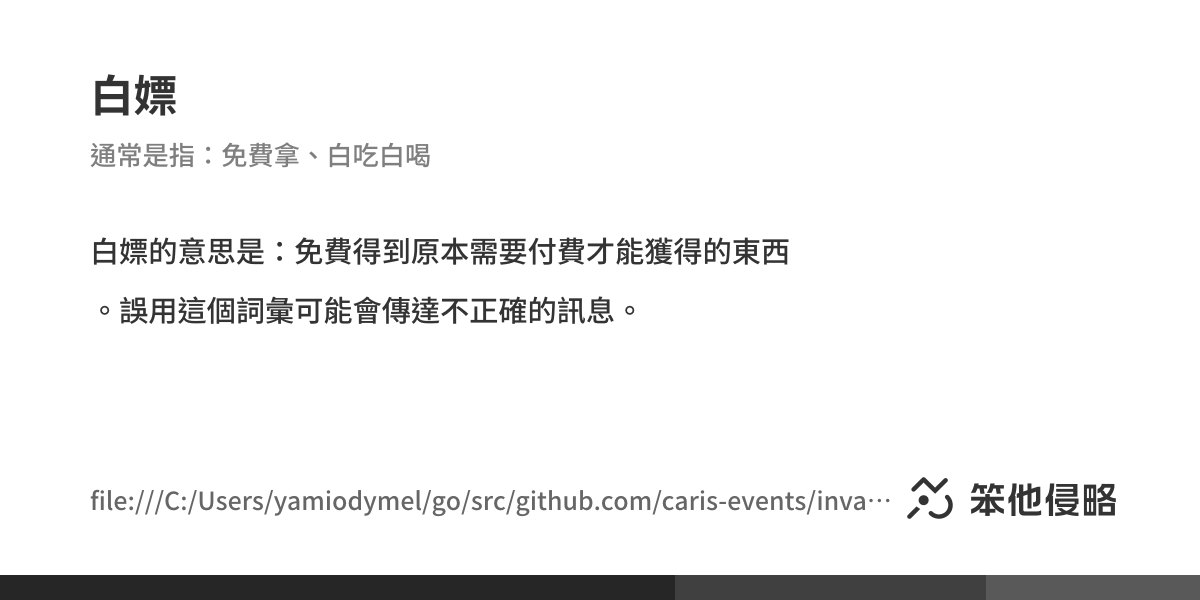 白嫖
通常是指：免費拿、白吃白喝
白嫖的意思是：免費得到原本需要付費才能獲得的東西
。誤用這個詞彙可能會傳達不正確的訊息。
file:///C:/Users/yamiodymel/go/src/github.com/caris-events/inva…
笨他侵略